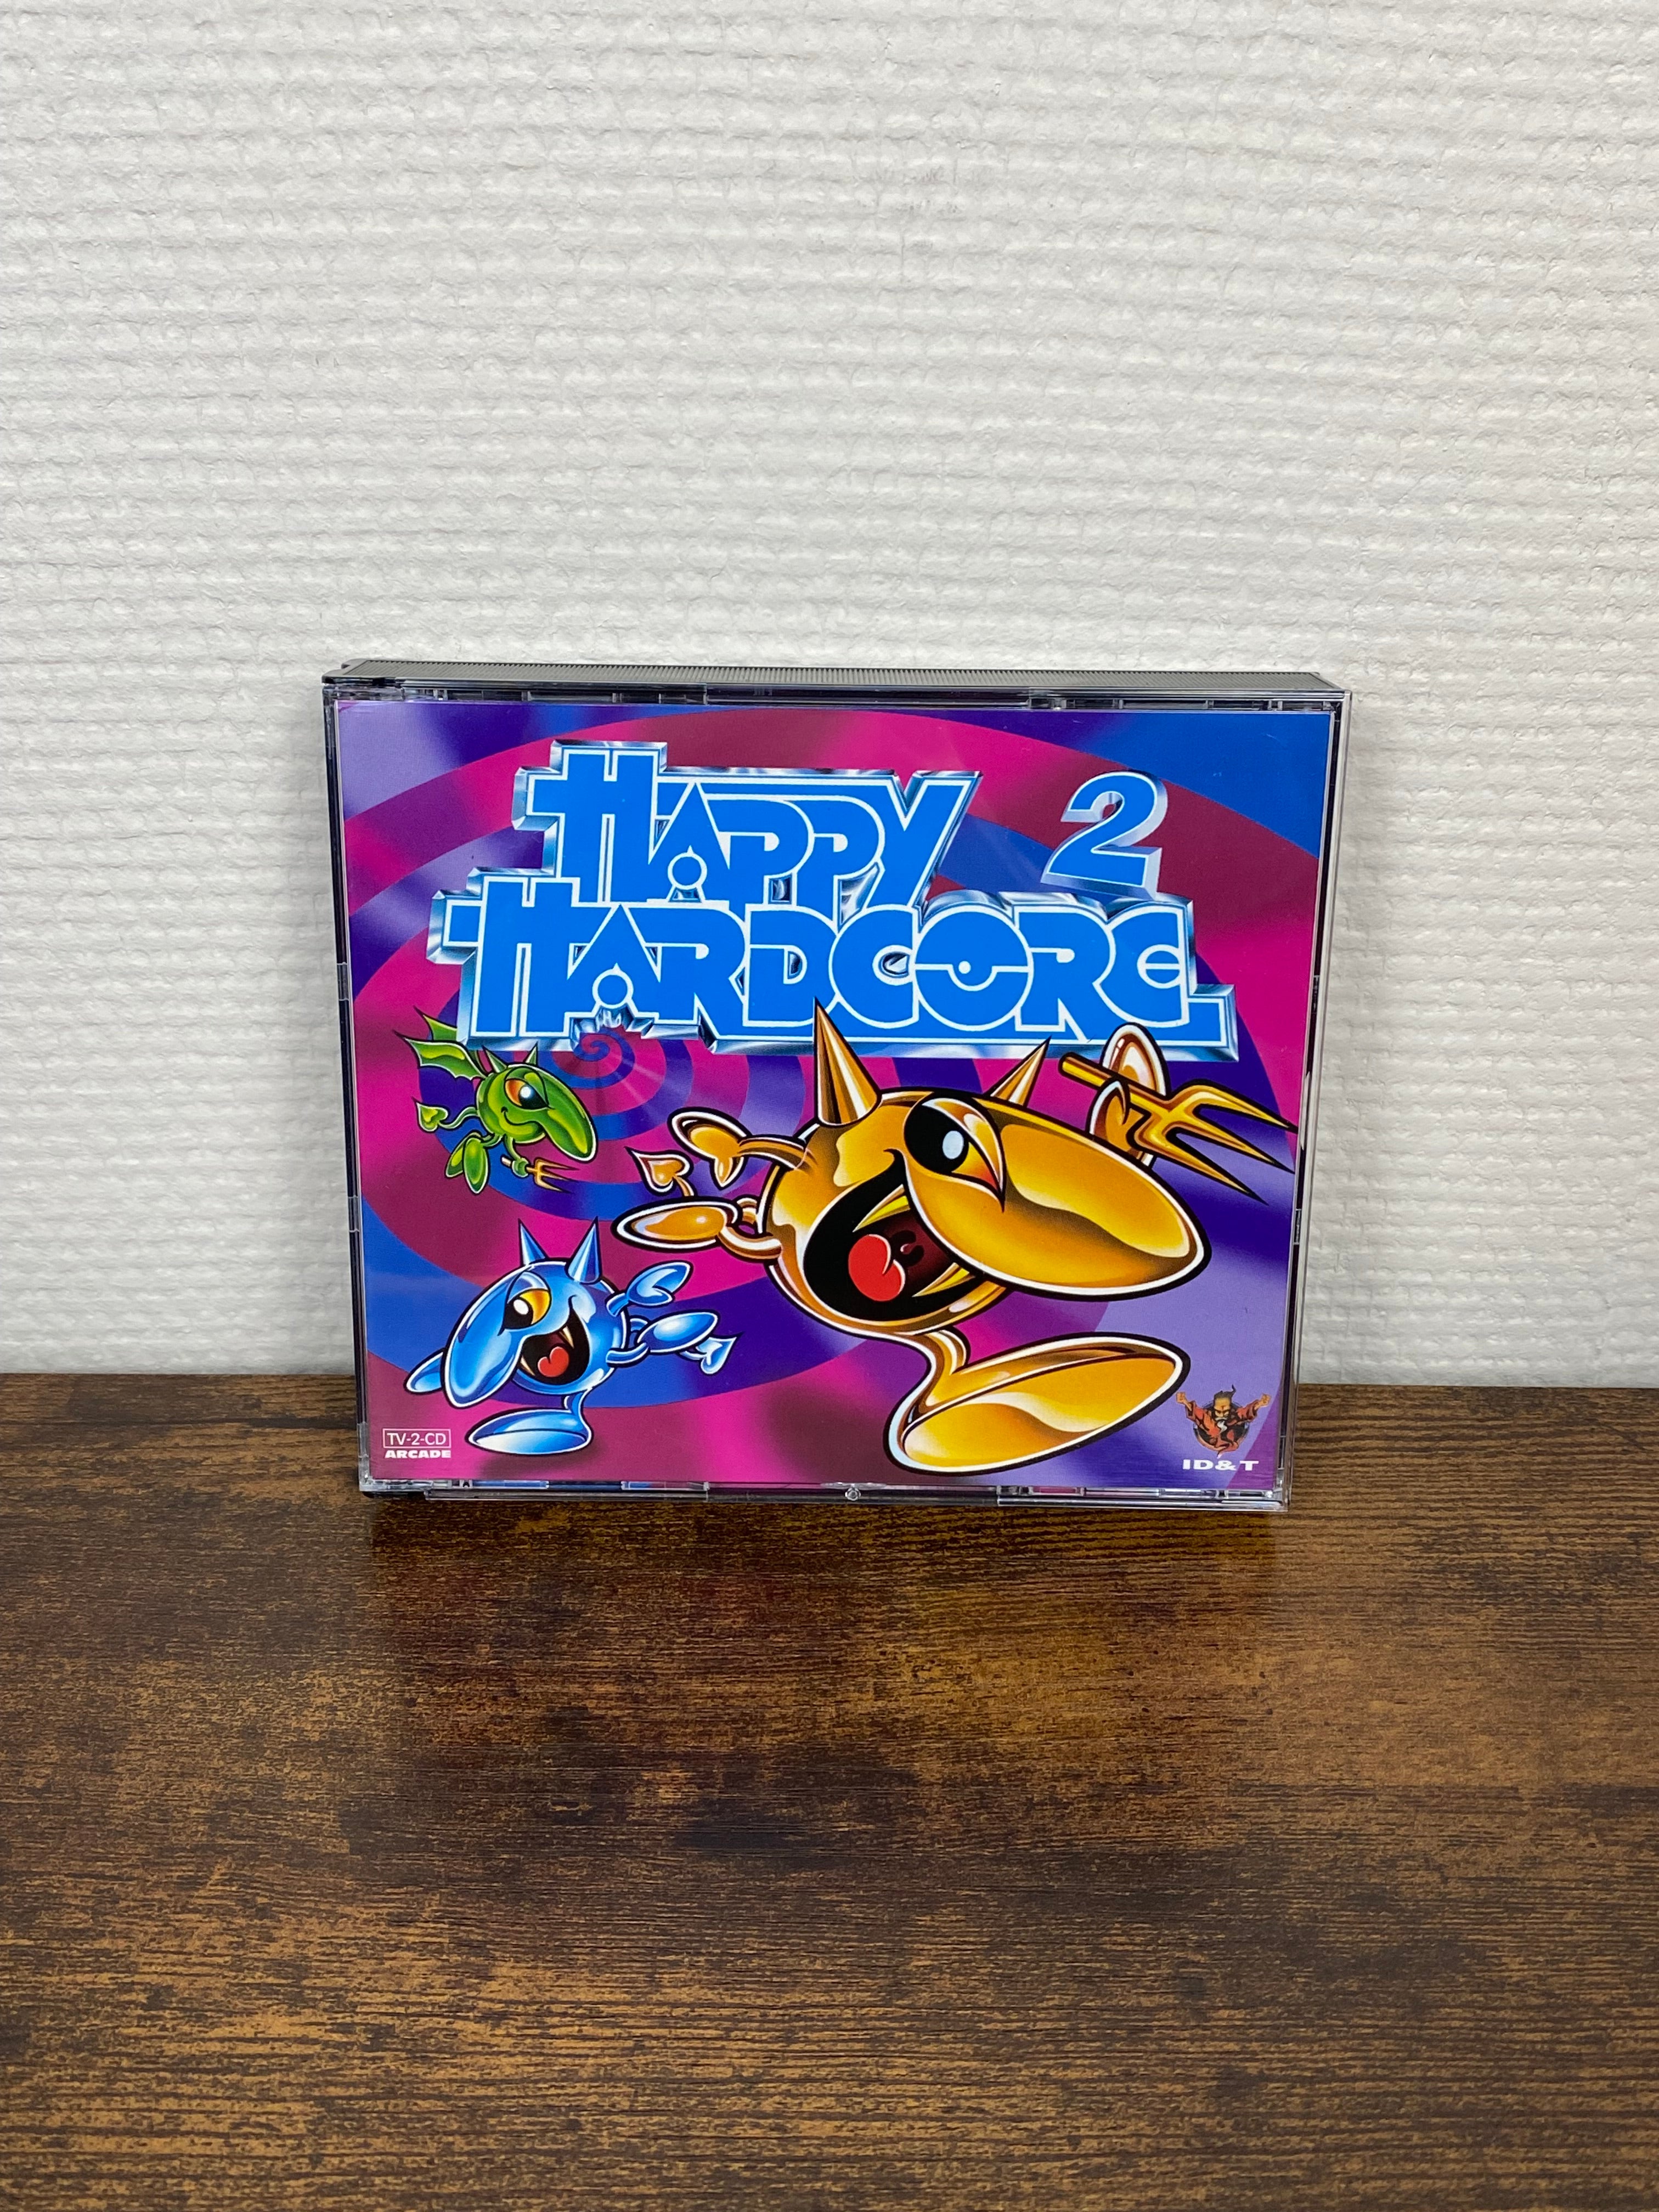 HAPPY 2
HARDCORE
TV-2-CD
ARCADE
ID&T